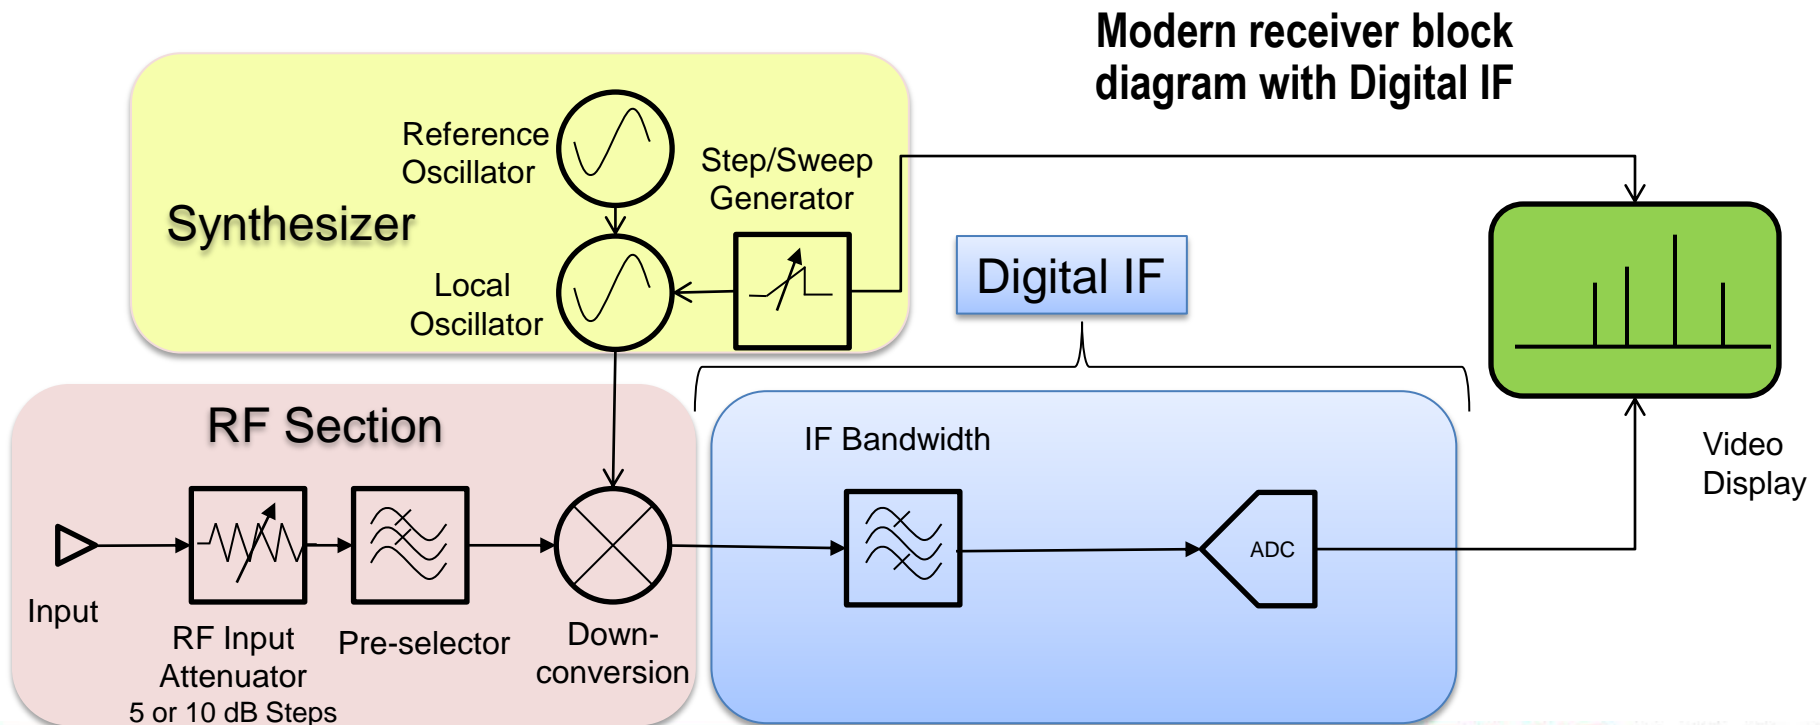 Modern receiver block
diagram with Digital IF
Reference
Oscillator
Step/Sweep
Generator
Synthesizer
Local
Oscillator
Digital IF
RF Section
IF Bandwidth
Video
Display
ADC
Input
RF Input
Attenuator
5 or 10 dB Steps
Pre-selector
Down-
conversion